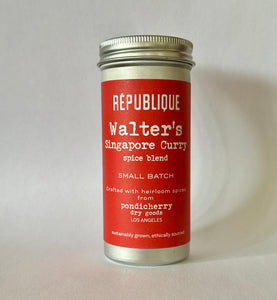 RÉPUBLIQUE
Walter's
Singapore Curry
spice blend
SMALL BATCH
Crafted with heirloom spices
from
pondicherry
dry goods
LOS ANGELES
sustainably grown, ethically sourced